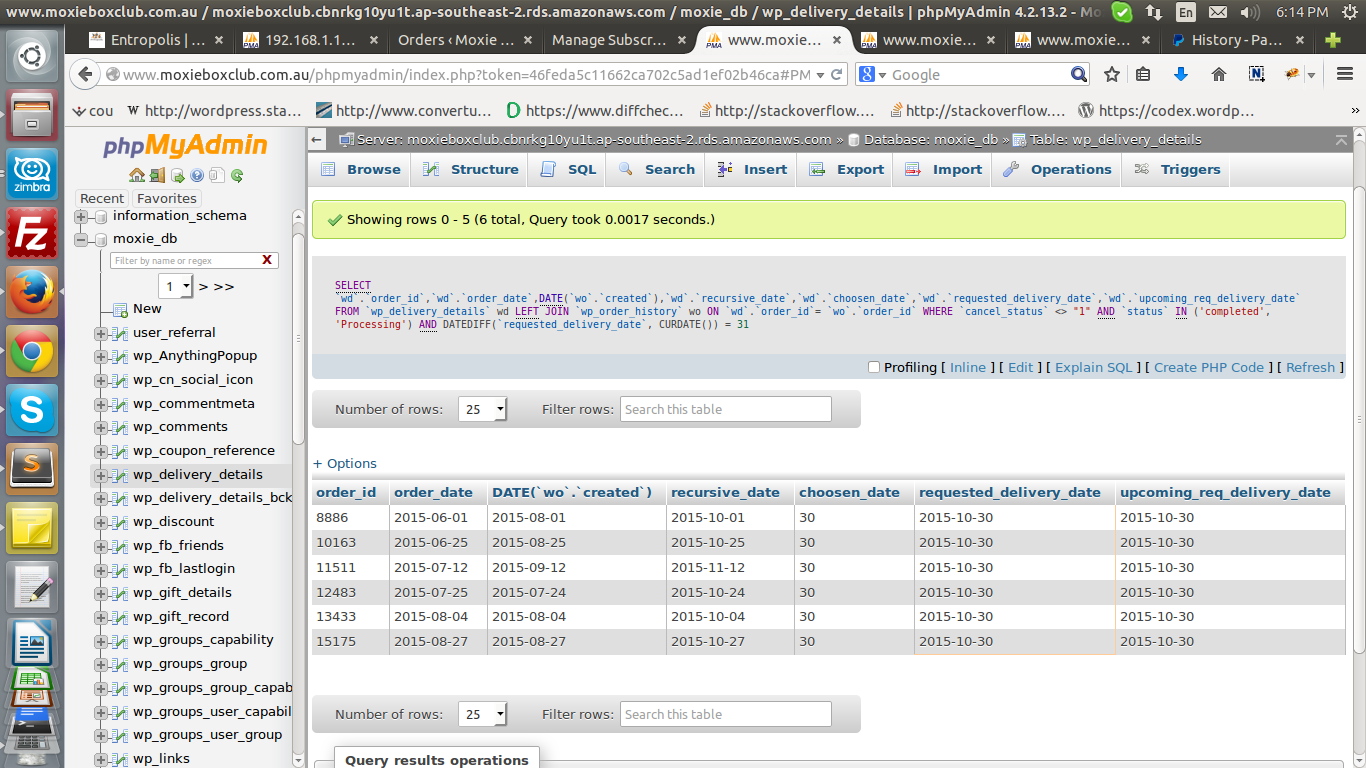 www.moxieboxclub.com.au / moxieboxclub.cbnrkg10yu1t.ap-southeast-2.rds.amazonaws.com / moxie_db / wp_delivery_details | phpMyAdmin 4.2.13.2 - Mo
En
6:14 PM
Entropolis | ...
192.168.1.1...
Orders ‹ Moxie ...
Manage Subscr...
www.moxie...
www.moxie...
www.moxie...
History - Pa...
www.moxieboxclub.com.au/phpmyadmin/index.php?token=46feda5c11662ca702c5ad1ef02b46ca#PM
Google
cou
http://wordpress.sta...
http://www.convertu...
https://www.diffchec...
http://stackoverflow....
http://stackoverflow....
https://codex.wordp...
»
phpMyAdmin
Recent
Favorites
information_schema
moxie_db
Filter by name or regex
X
1
> >>
New
user_referral
wp_AnythingPopup
wp_cn_social_icon
wp_commentmeta
wp_comments
wp_coupon_reference
wp_delivery_details
wp_delivery_details_bck
wp_discount
wp_fb_friends
wp_fb_lastlogin
wp_gift_details
wp_gift_record
wp_groups_capability
wp_groups_group
wp_groups_group_capab
wp_groups_user_capabil
wp_groups_user_group
wp_links
zimbra
Server: moxieboxclub.cbnrkg10yu1t.ap-southeast-2.rds.amazonaws.com » Database: moxie_db » Table: wp_delivery_details
Browse
Structure
SQL
Search
Insert
Export
Import
Operations
Triggers
Showing rows 0 - 5 (6 total, Query took 0.0017 seconds.)
SELECT
`wd`.`order_id`,`wd`.`order_date`,DATE(`wo`.`created`),`wd`.`recursive_date`,`wd`.`choosen_date`,`wd`.`requested_delivery_date`,`wd`.`upcoming_req_delivery_date`
FROM `wp_delivery_details` wd LEFT JOIN `wp_order_history` wo ON `wd`.`order_id`= `wo`.`order_id` WHERE `cancel_status` <> "1" AND `status` IN ('completed',
'Processing') AND DATEDIFF(`requested_delivery_date`, CURDATE()) = 31
Profiling [ Inline ] [ Edit ] [ Explain SQL ] [ Create PHP Code ] [ Refresh ]
Number of rows: 25 Filter rows: Search this table
+ Options
order_id order_date DATE(`wo`.`created`) recursive_date choosen_date requested_delivery_date upcoming_req_delivery_date
8886 2015-06-01 2015-08-01 2015-10-01 30 2015-10-30 2015-10-30
10163 2015-06-25 2015-08-25 2015-10-25 30 2015-10-30 2015-10-30
11511 2015-07-12 2015-09-12 2015-11-12 30 2015-10-30 2015-10-30
12483 2015-07-25 2015-07-24 2015-10-24 30 2015-10-30 2015-10-30
13433 2015-08-04 2015-08-04 2015-10-04 30 2015-10-30 2015-10-30
15175 2015-08-27 2015-08-27 2015-10-27 30 2015-10-30 2015-10-30
Number of rows: 25 Filter rows: Search this table
Query results operations